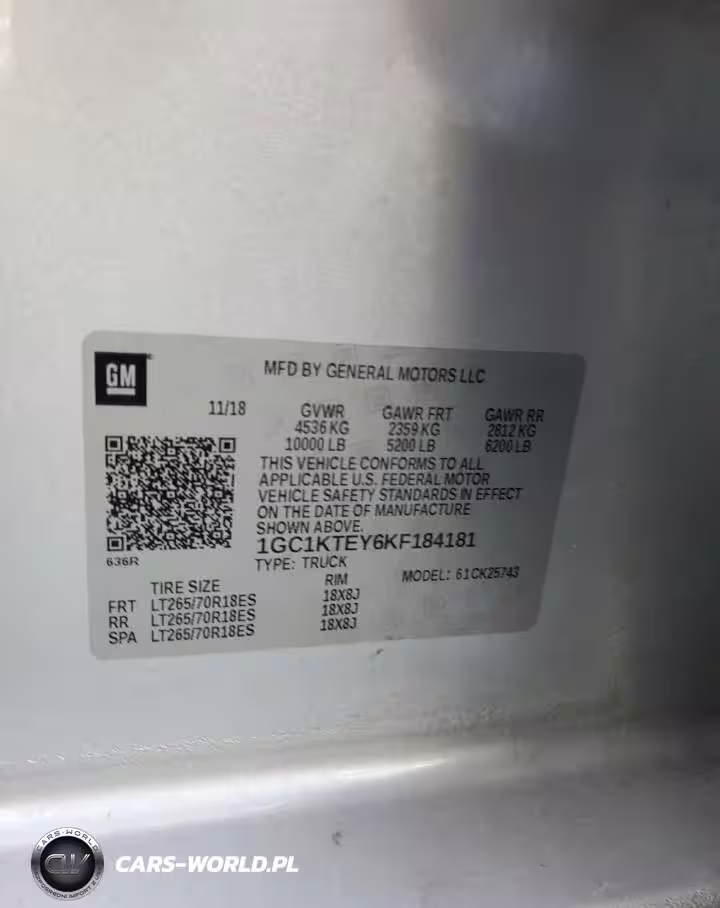 GM
MFD BY GENERAL MOTORS LLC
11/18 GVWR GAWR FRT GAWR RR
4536 KG 2359 KG 2812 KG
10000 LB 5200 LB 6200 LB
THIS VEHICLE CONFORMS TO ALL
APPLICABLE U.S. FEDERAL MOTOR
VEHICLE SAFETY STANDARDS IN EFFECT
ON THE DATE OF MANUFACTURE
SHOWN ABOVE.
1GC1KTEY6KF184181
636R
TYPE: TRUCK MODEL: 61CK25743
TIRE SIZE RIM
FRT LT265/70R18ES 18X8J
RR LT265/70R18ES 18X8J
SPA LT265/70R18ES 18X8J
CARS-WORLD
CW
CARS-WORLD.PL